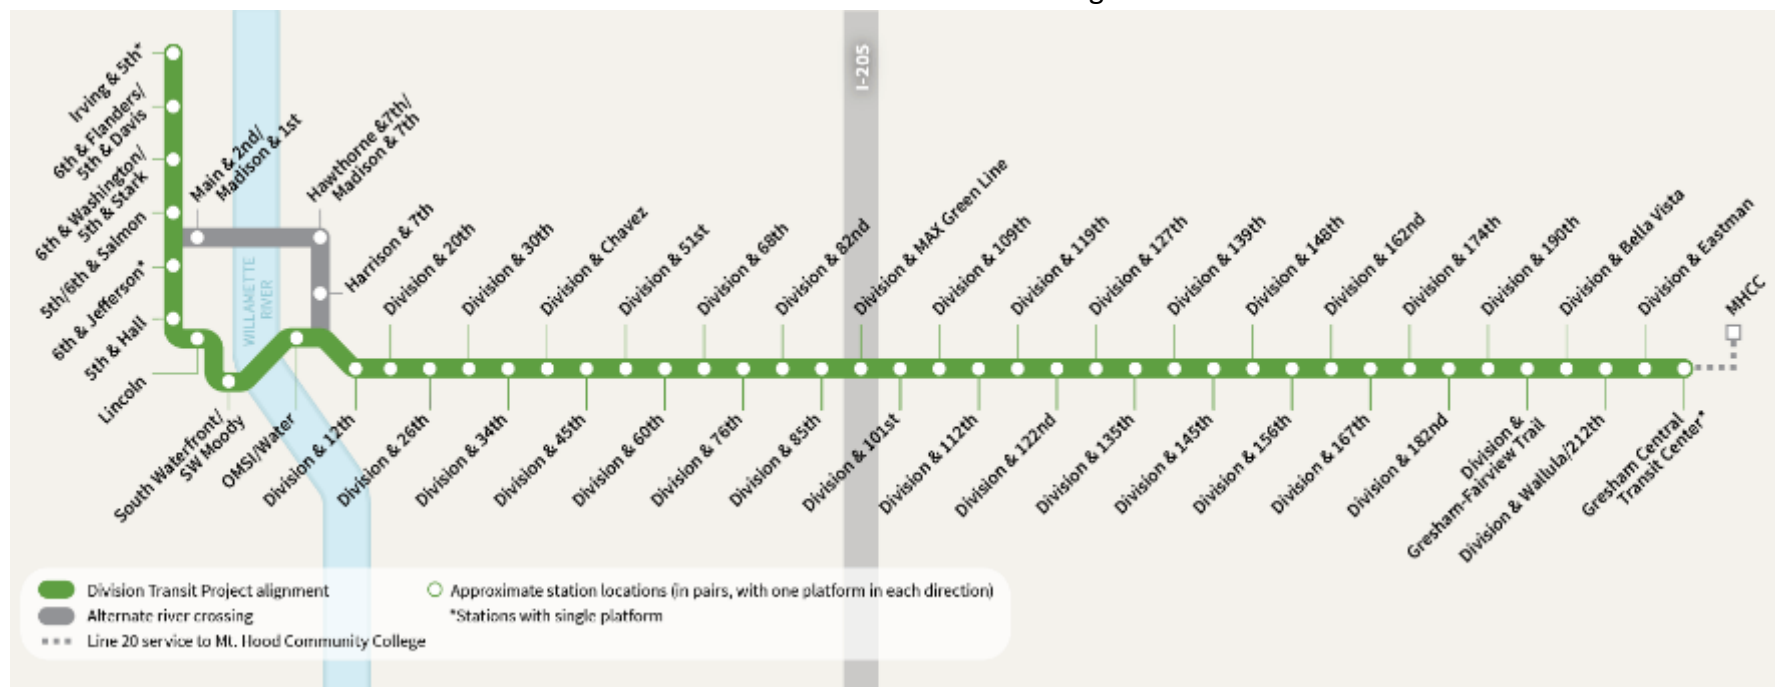 I-205
Irving & 5th*
6th & Flanders/
5th & Davis
6th & Washington/
5th & Stark
5th/6th & Salmon
6th & Jefferson*
5th & Hall
Lincoln
Main & 2nd/
Madison & 1st
Hawthorne &7th/
Madison & 7th
Harrison & 7th
WILLAMETTE
RIVER
South Waterfront/
SW Moody
OMSI/Water
Division & 12th
Division & 20th
Division & 26th
Division & 30th
Division & 34th
Division & Chavez
Division & 45th
Division & 51st
Division & 60th
Division & 68th
Division & 76th
Division & 82nd
Division & 85th
Division & MAX Green Line
Division & 101st
Division & 109th
Division & 112th
Division & 119th
Division & 122nd
Division & 127th
Division & 135th
Division & 139th
Division & 145th
Division & 148th
Division & 156th
Division & 162nd
Division & 167th
Division & 174th
Division & 182nd
Division & 190th
Division &
Gresham-Fairview Trail
Division & Bella Vista
Division & Wallula/212th
Division & Eastman
Gresham Central
Transit Center*
MHCC
Division Transit Project alignment
Alternate river crossing
Line 20 service to Mt. Hood Community College
Approximate station locations (in pairs, with one platform in each direction)
*Stations with single platform